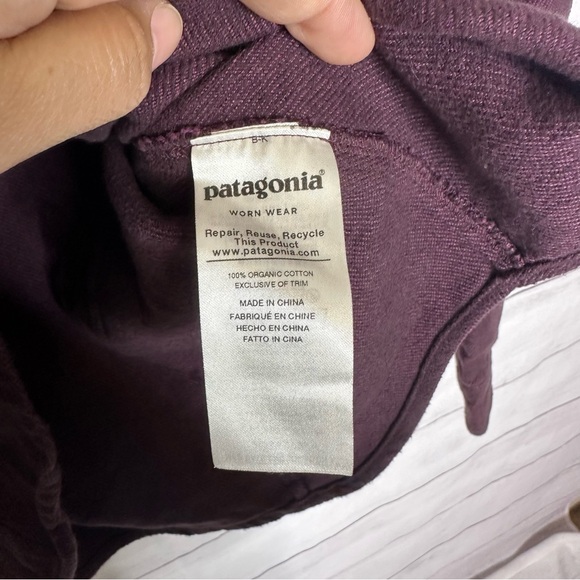 B-K
patagonia®
WORN WEAR
Repair, Reuse, Recycle
This Product
www.patagonia.com
100% ORGANIC COTTON
EXCLUSIVE OF TRIM
MADE IN CHINA
FABRIQUÉ EN CHINE
HECHO EN CHINA
FATTO IN CINA